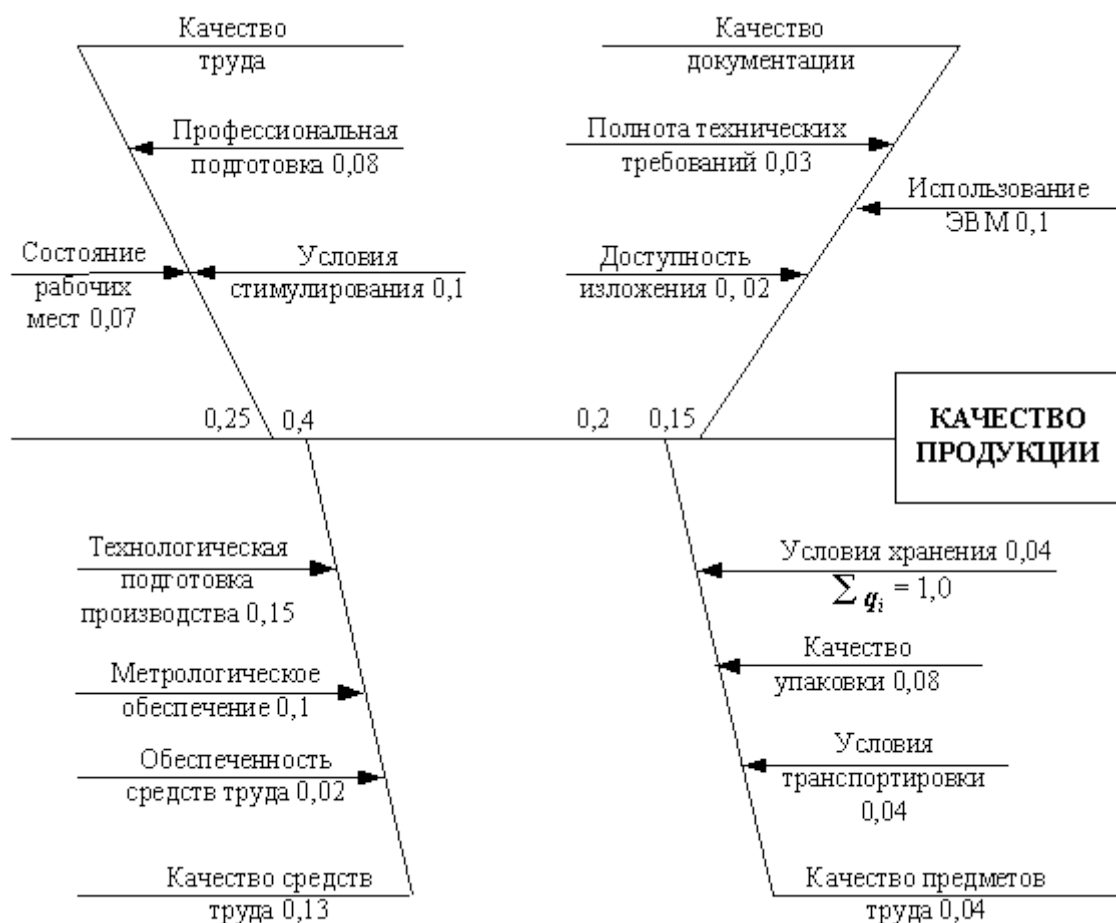 Качество
труда
Качество
документации
Профессиональная
подготовка 0,08
Полнота технических
требований 0,03
Использование
ЭВМ 0,1
Состояние
рабочих
мест 0,07
Условия
стимулирования 0,1
Доступность
изложения 0, 02
0,25
0,4
0,2
0,15
КАЧЕСТВО
ПРОДУКЦИИ
Технологическая
подготовка
производства 0,15
Условия хранения 0,04
∑ qᵢ = 1,0
Метрологическое
обеспечение 0,1
Качество
упаковки 0,08
Обеспеченность
средств труда 0,02
Условия
транспортировки
0,04
Качество средств
труда 0,13
Качество предметов
труда 0,04